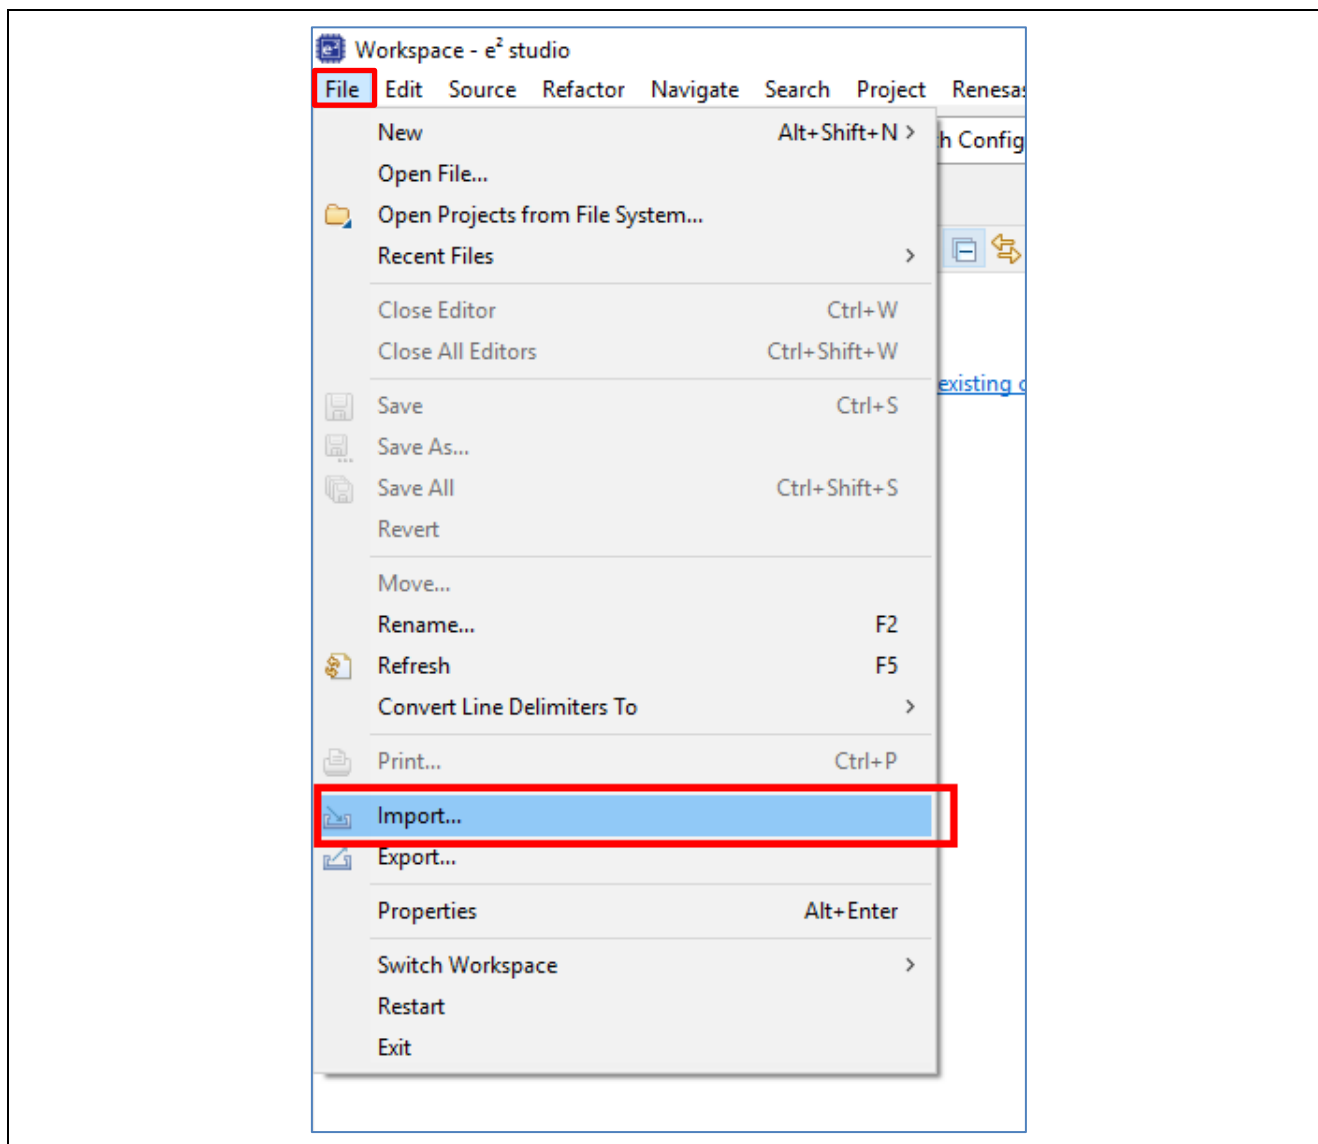 Workspace - e² studio
File Edit Source Refactor Navigate Search Project Renesas
New Alt+Shift+N >
h Config
Open File...
Open Projects from File System...
Recent Files >
Close Editor Ctrl+W
Close All Editors Ctrl+Shift+W
existing
Save Ctrl+S
Save As...
Save All Ctrl+Shift+S
Revert
Move...
Rename... F2
Refresh F5
Convert Line Delimiters To >
Print... Ctrl+P
Import...
Export...
Properties Alt+Enter
Switch Workspace >
Restart
Exit